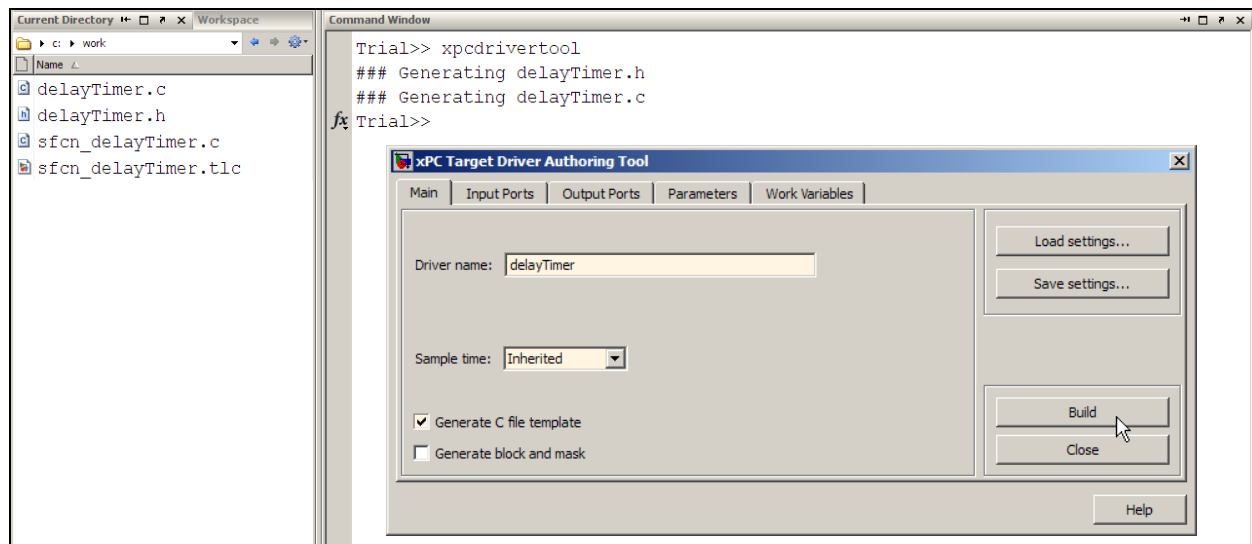 Current Directory Workspace
c: work
Name
delayTimer.c
delayTimer.h
sfcn_delayTimer.c
sfcn_delayTimer.tlc
Command Window
Trial>> xpcdrivertool
### Generating delayTimer.h
### Generating delayTimer.c
fx Trial>>
xPC Target Driver Authoring Tool
Main Input Ports Output Ports Parameters Work Variables
Driver name: delayTimer
Sample time: Inherited
Generate C file template
Generate block and mask
Load settings...
Save settings...
Build
Close
Help